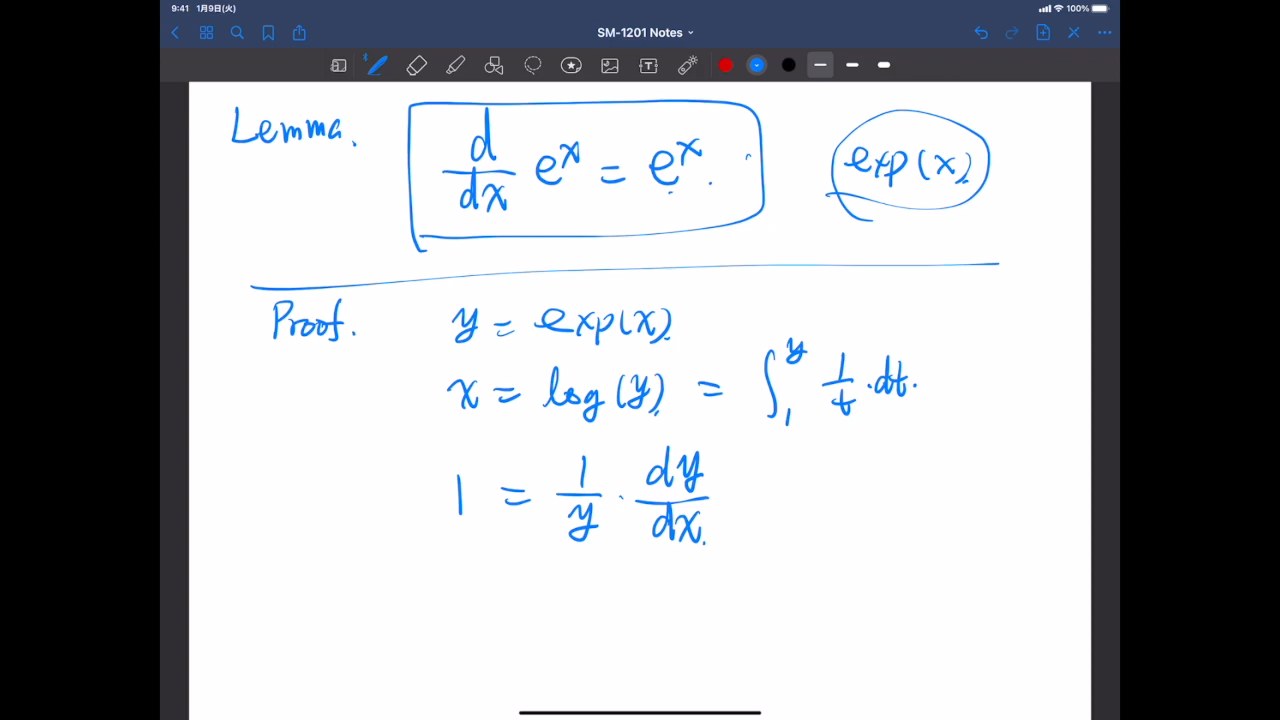 9:41 1月9日(火) 100%
SM-1201 Notes
Lemma. d/dx e^x = e^x. exp(x)
Proof. y = exp(x)
x = log(y) = ∫_1^y 1/t · dt.
1 = 1/y · dy/dx.